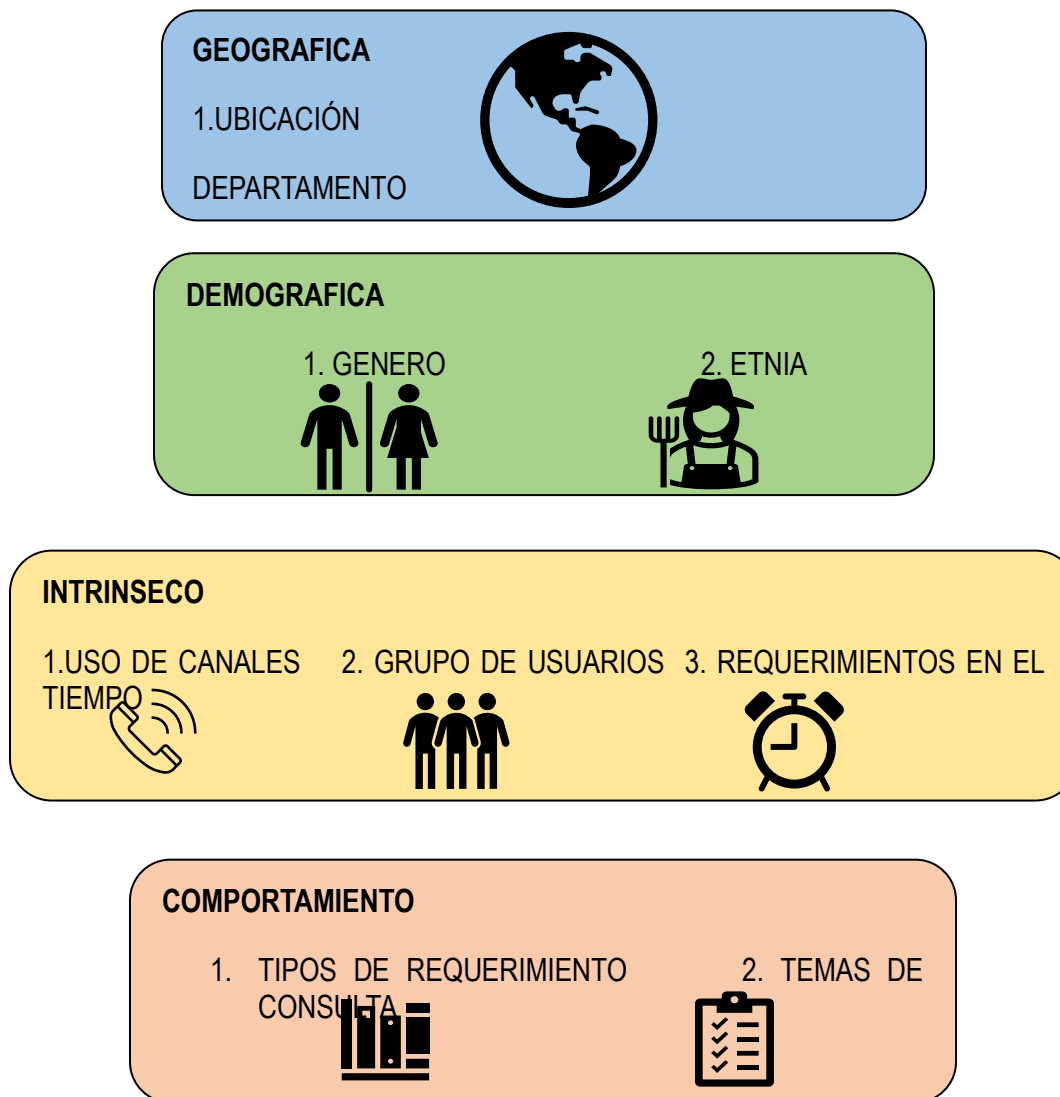 GEOGRAFICA
1.UBICACIÓN
DEPARTAMENTO
DEMOGRAFICA
1. GENERO 2. ETNIA
INTRINSECO
1.USO DE CANALES 2. GRUPO DE USUARIOS 3. REQUERIMIENTOS EN EL
TIEMPO
COMPORTAMIENTO
1. TIPOS DE REQUERIMIENTO 2. TEMAS DE
CONSULTA